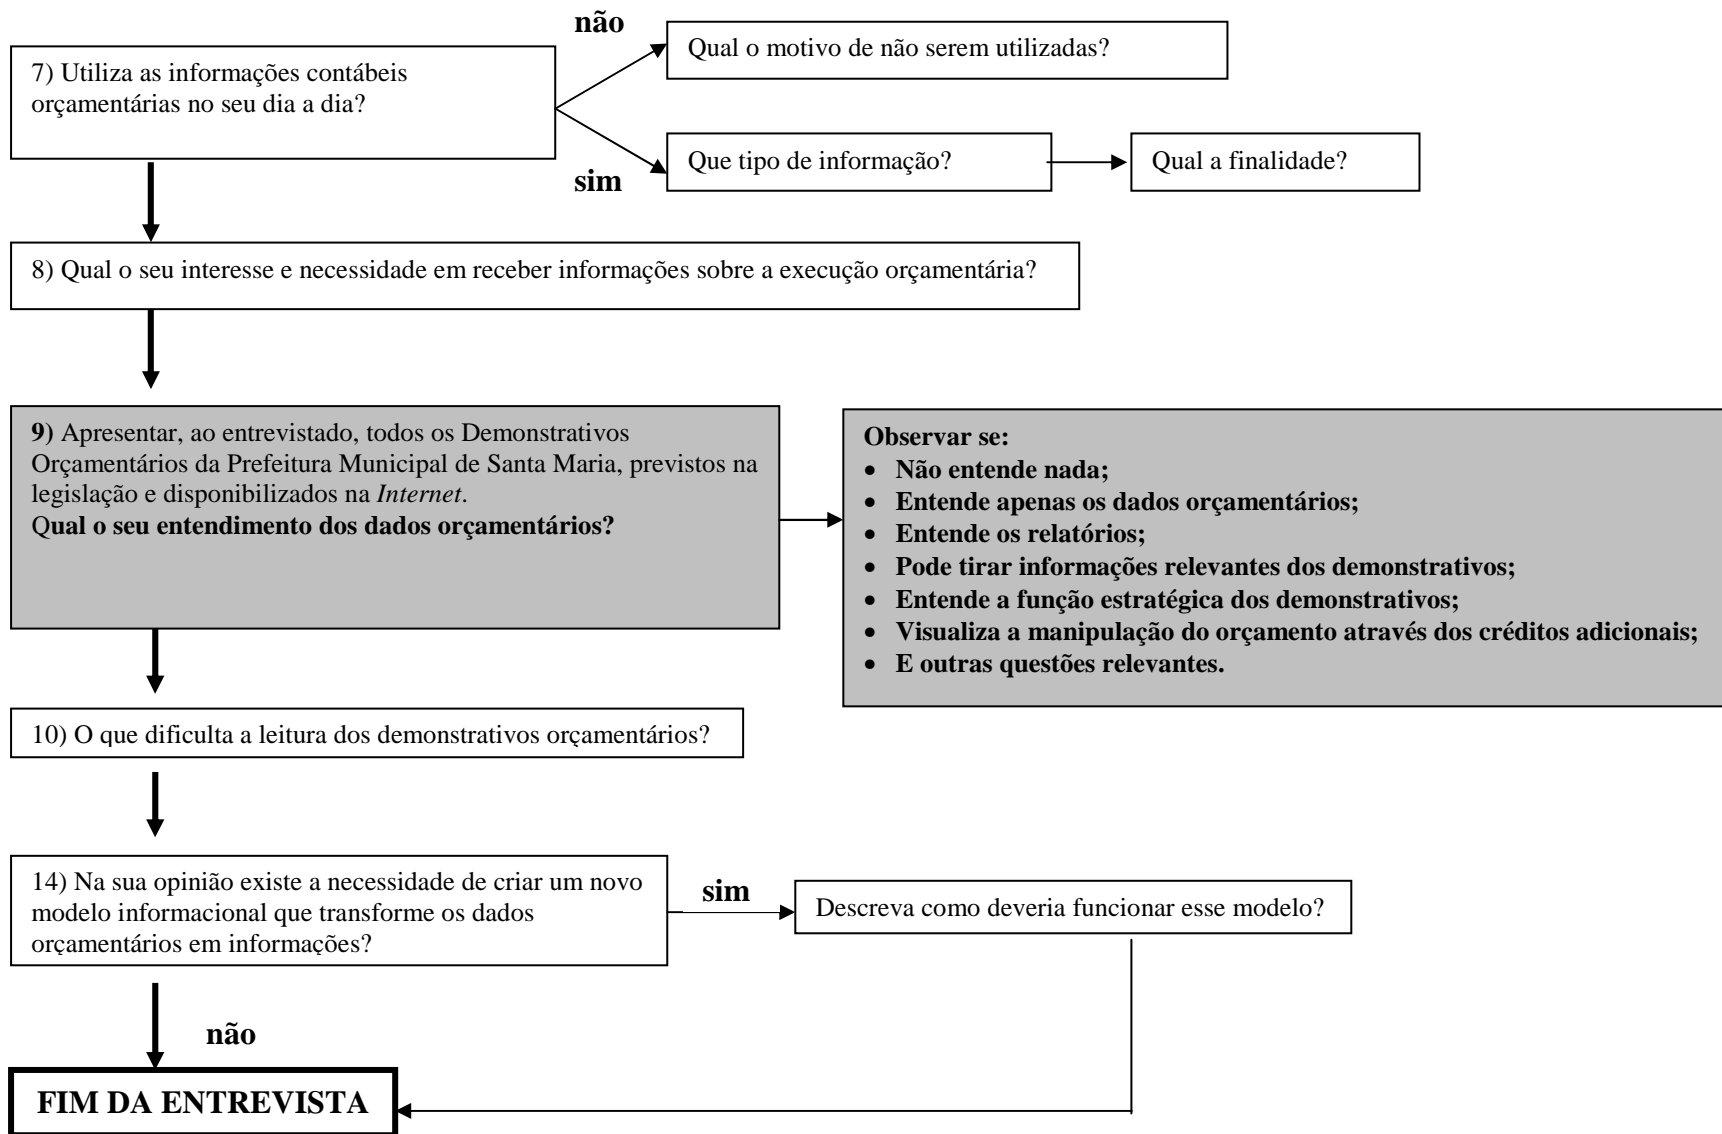 não
Qual o motivo de não serem utilizadas?
7) Utiliza as informações contábeis
orçamentárias no seu dia a dia?
Que tipo de informação?
Qual a finalidade?
sim
8) Qual o seu interesse e necessidade em receber informações sobre a execução orçamentária?
9) Apresentar, ao entrevistado, todos os Demonstrativos
Orçamentários da Prefeitura Municipal de Santa Maria, previstos na
legislação e disponibilizados na Internet.
Qual o seu entendimento dos dados orçamentários?
Observar se:
• Não entende nada;
• Entende apenas os dados orçamentários;
• Entende os relatórios;
• Pode tirar informações relevantes dos demonstrativos;
• Entende a função estratégica dos demonstrativos;
• Visualiza a manipulação do orçamento através dos créditos adicionais;
• E outras questões relevantes.
10) O que dificulta a leitura dos demonstrativos orçamentários?
14) Na sua opinião existe a necessidade de criar um novo
modelo informacional que transforme os dados
orçamentários em informações?
sim
Descreva como deveria funcionar esse modelo?
não
FIM DA ENTREVISTA